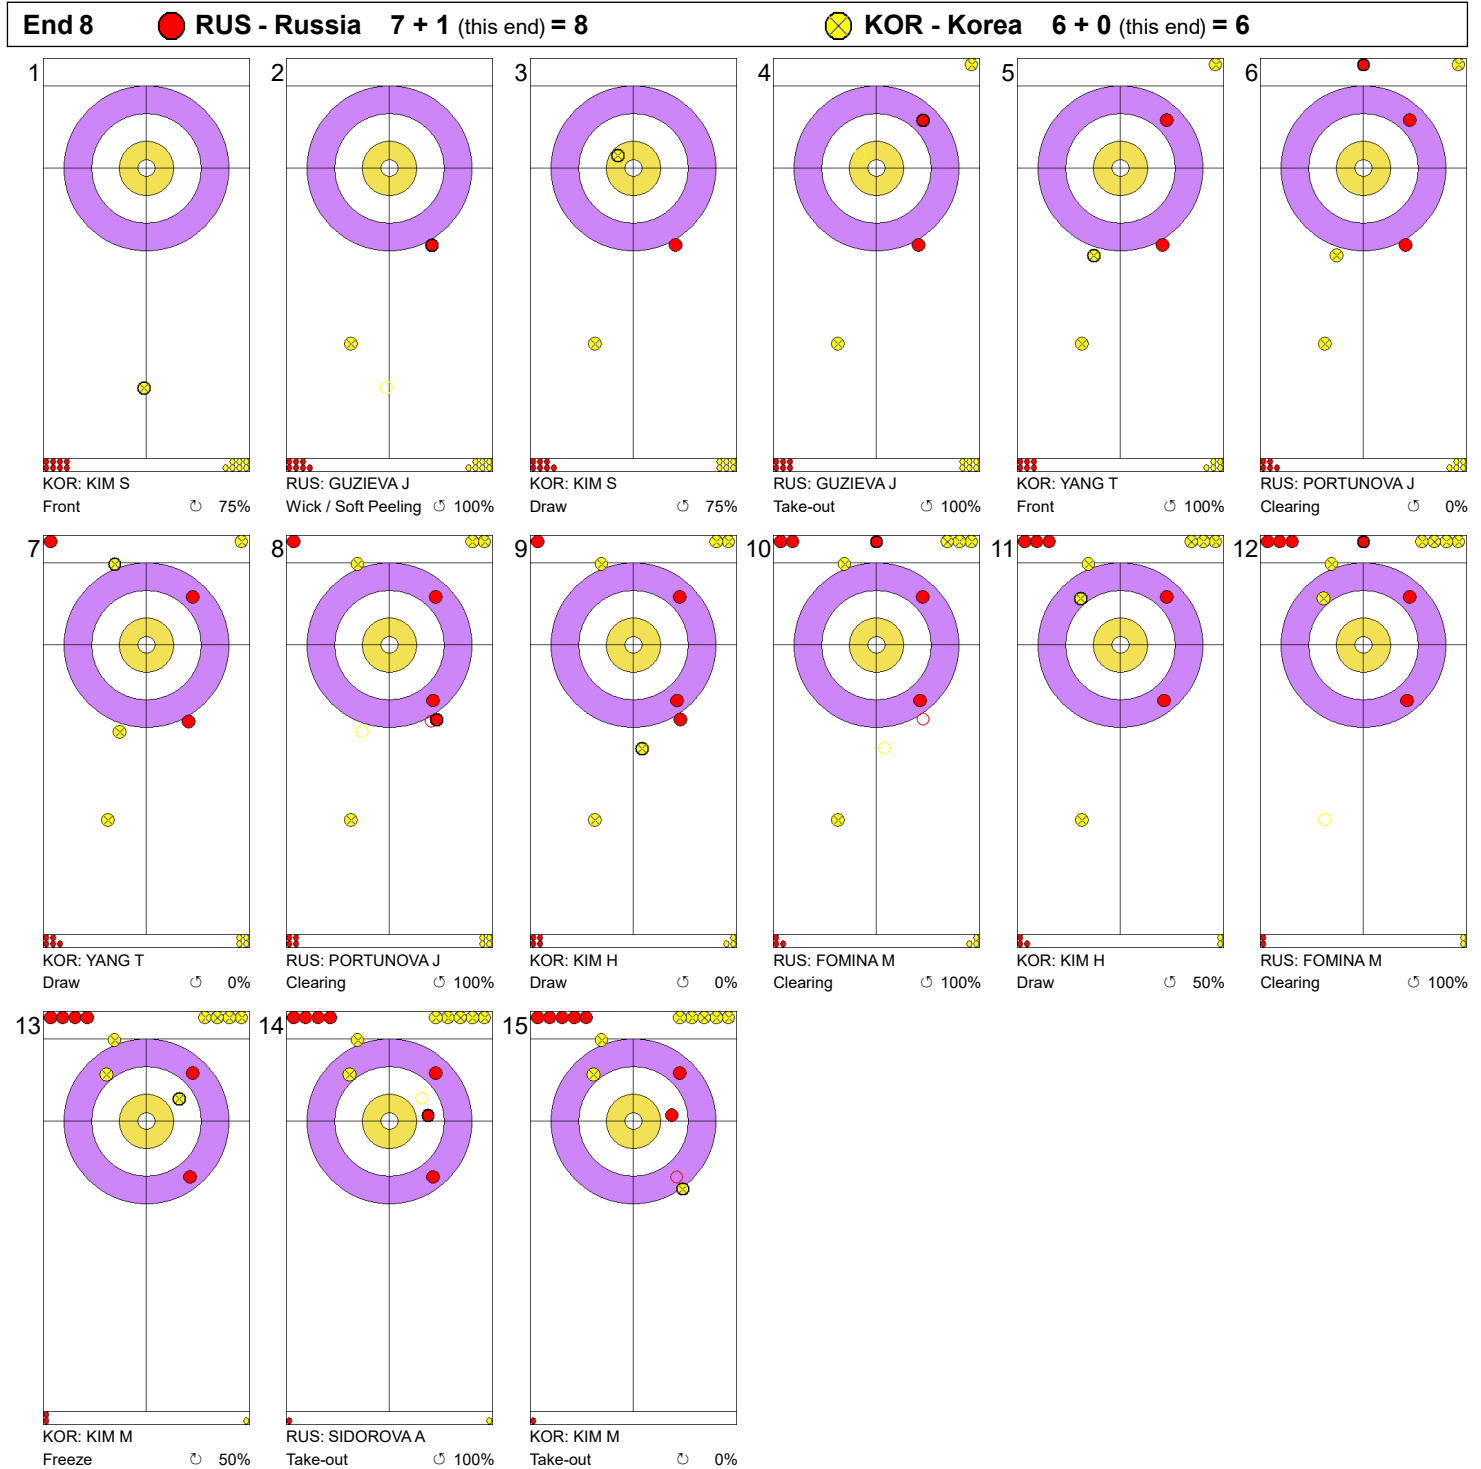 End 8 RUS - Russia 7 + 1 (this end) = 8 KOR - Korea 6 + 0 (this end) = 6
1 2 3 4 5 6
KOR: KIM S RUS: GUZIEVA J KOR: KIM S RUS: GUZIEVA J KOR: YANG T RUS: PORTUNOVA J
Front 75% Wick / Soft Peeling 100% Draw 75% Take-out 100% Front 100% Clearing 0%
7 8 9 10 11 12
KOR: YANG T RUS: PORTUNOVA J KOR: KIM H RUS: FOMINA M KOR: KIM H RUS: FOMINA M
Draw 0% Clearing 100% Draw 0% Clearing 100% Draw 50% Clearing 100%
13 14 15
KOR: KIM M RUS: SIDOROVA A KOR: KIM M
Freeze 50% Take-out 100% Take-out 0%